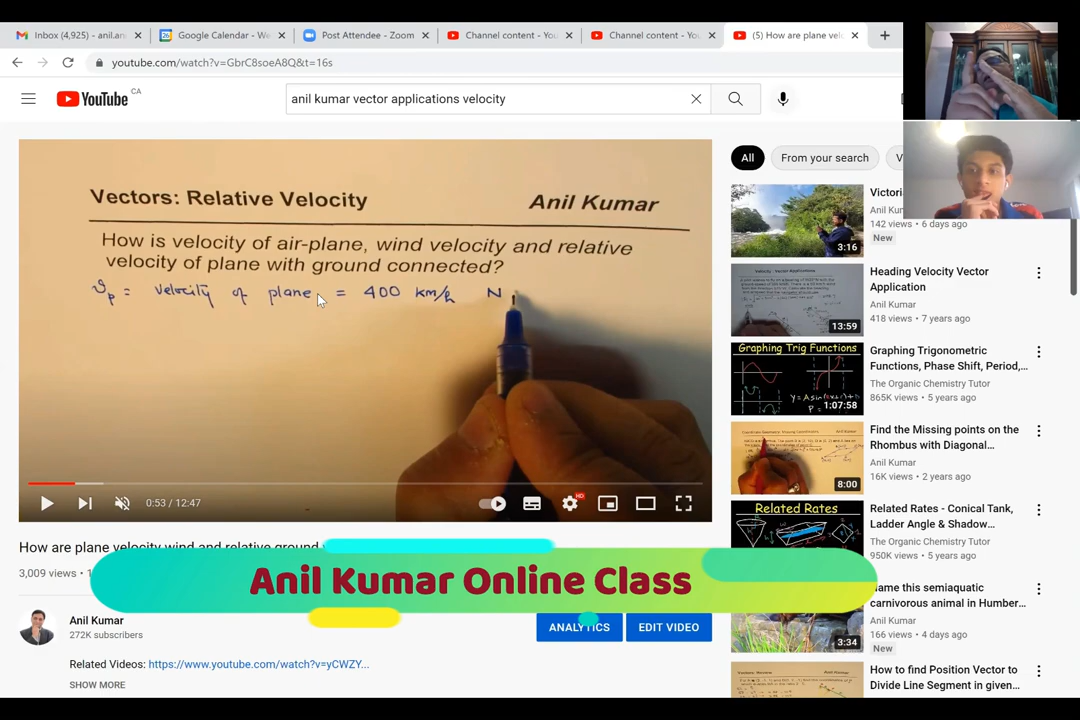 Inbox (4,925) - anil.an
Google Calendar - We
Post Attendee - Zoom
Channel content - You
Channel content - You
(5) How are plane vel
youtube.com/watch?v=GbrC8soeA8Q&t=16s
YouTube CA
anil kumar vector applications velocity
Vectors: Relative Velocity
Anil Kumar
How is velocity of air-plane, wind velocity and relative
velocity of plane with ground connected?
ϑp = velocity of plane = 400 km/h N
0:53 / 12:47
HD
How are plane velocity wind and relative ground
3,009 views
Anil Kumar Online Class
Anil Kumar
272K subscribers
ANALYTICS
EDIT VIDEO
Related Videos: https://www.youtube.com/watch?v=yCWZY...
SHOW MORE
All
From your search
Victori
Anil Kur
142 views • 6 days ago
New
3:16
Heading Velocity Vector
Application
Anil Kumar
418 views • 7 years ago
13:59
Graphing Trig Functions
1:07:58
Graphing Trigonometric
Functions, Phase Shift, Period,...
The Organic Chemistry Tutor
865K views • 5 years ago
Find the Missing points on the
Rhombus with Diagonal...
Anil Kumar
16K views • 2 years ago
8:00
Related Rates
Related Rates - Conical Tank,
Ladder Angle & Shadow...
The Organic Chemistry Tutor
950K views • 5 years ago
Name this semiaquatic
carnivorous animal in Humber...
Anil Kumar
166 views • 4 days ago
New
3:34
How to find Position Vector to
Divide Line Segment in given...